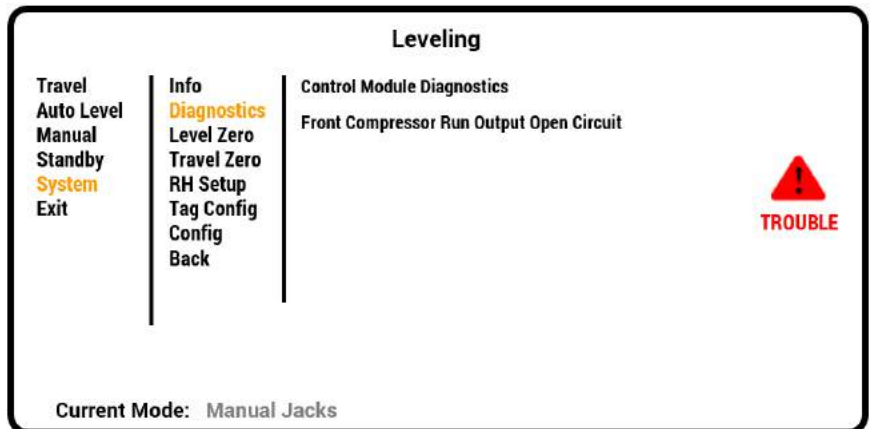 Leveling
Travel
Auto Level
Manual
Standby
System
Exit
Info
Diagnostics
Level Zero
Travel Zero
RH Setup
Tag Config
Config
Back
Control Module Diagnostics
Front Compressor Run Output Open Circuit
!
TROUBLE
Current Mode: Manual Jacks